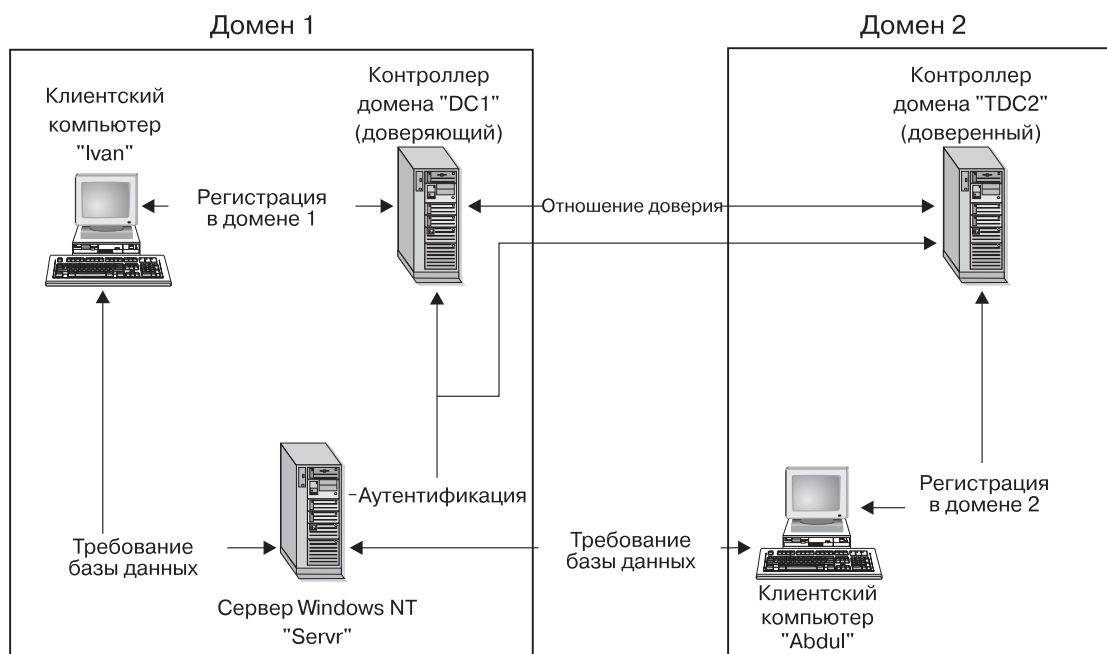 Домен 1
Домен 2
Клиентский
компьютер
"Ivan"
Контроллер
домена "DC1"
(доверяющий)
Контроллер
домена "TDC2"
(доверенный)
Регистрация
в домене 1
Отношение доверия
Аутентификация
Регистрация
в домене 2
Требование
базы данных
Требование
базы данных
Сервер Windows NT
"Servr"
Клиентский
компьютер
"Abdul"